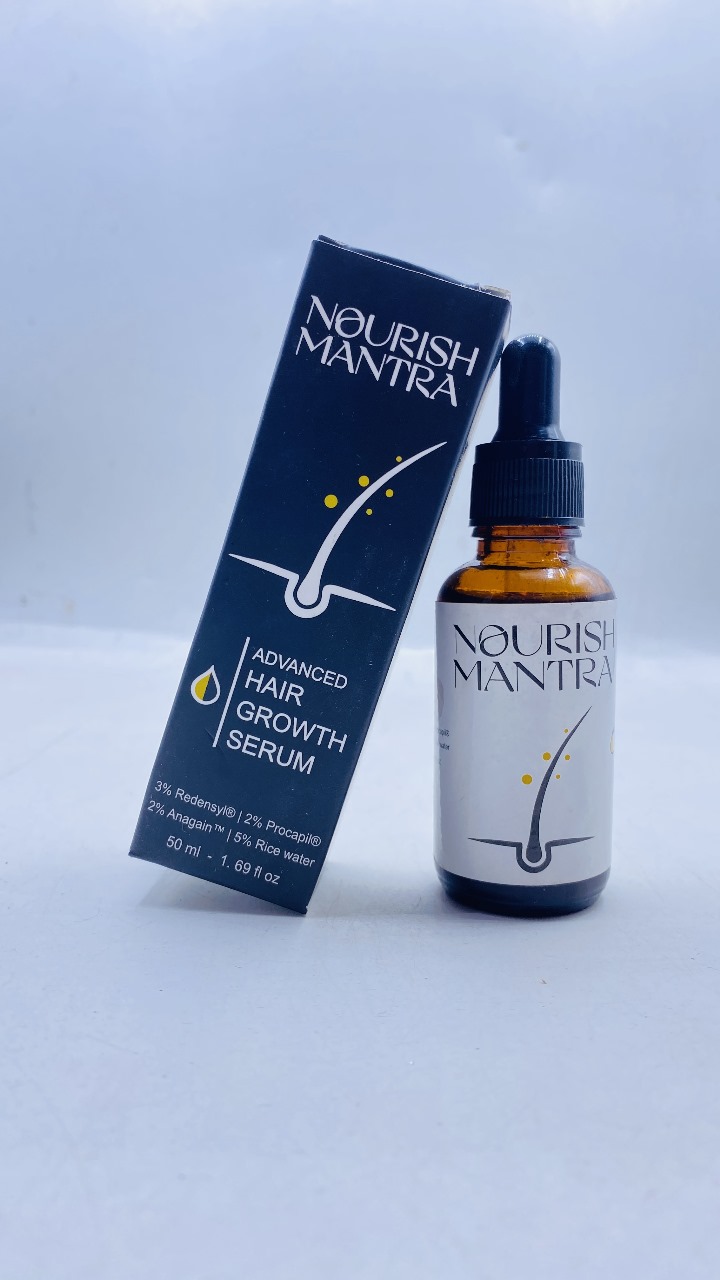 NOURISH
MANTRA
ADVANCED
HAIR
GROWTH
SERUM
3% Redensyl® | 2% Procapil®
2% Anagain™ | 5% Rice water
50 ml - 1. 69 fl oz
NOURISH
MANTRA